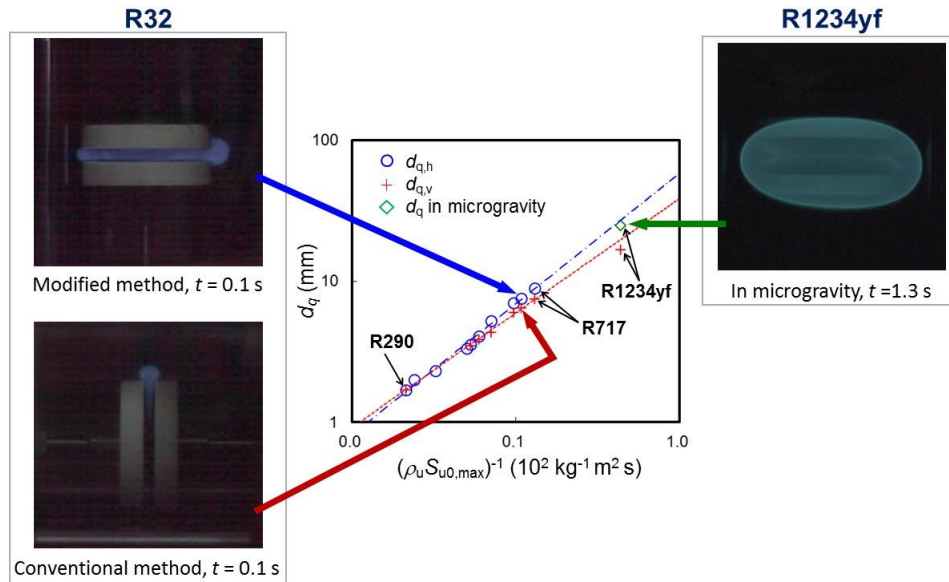 R32
R1234yf
Modified method, t = 0.1 s
Conventional method, t = 0.1 s
100
10
1
d_q (mm)
d_q,h
d_q,v
d_q in microgravity
R290
R717
R1234yf
0.0 0.1 1.0
(ρ_u S_u0,max)^-1 (10^2 kg^-1 m^2 s)
In microgravity, t =1.3 s